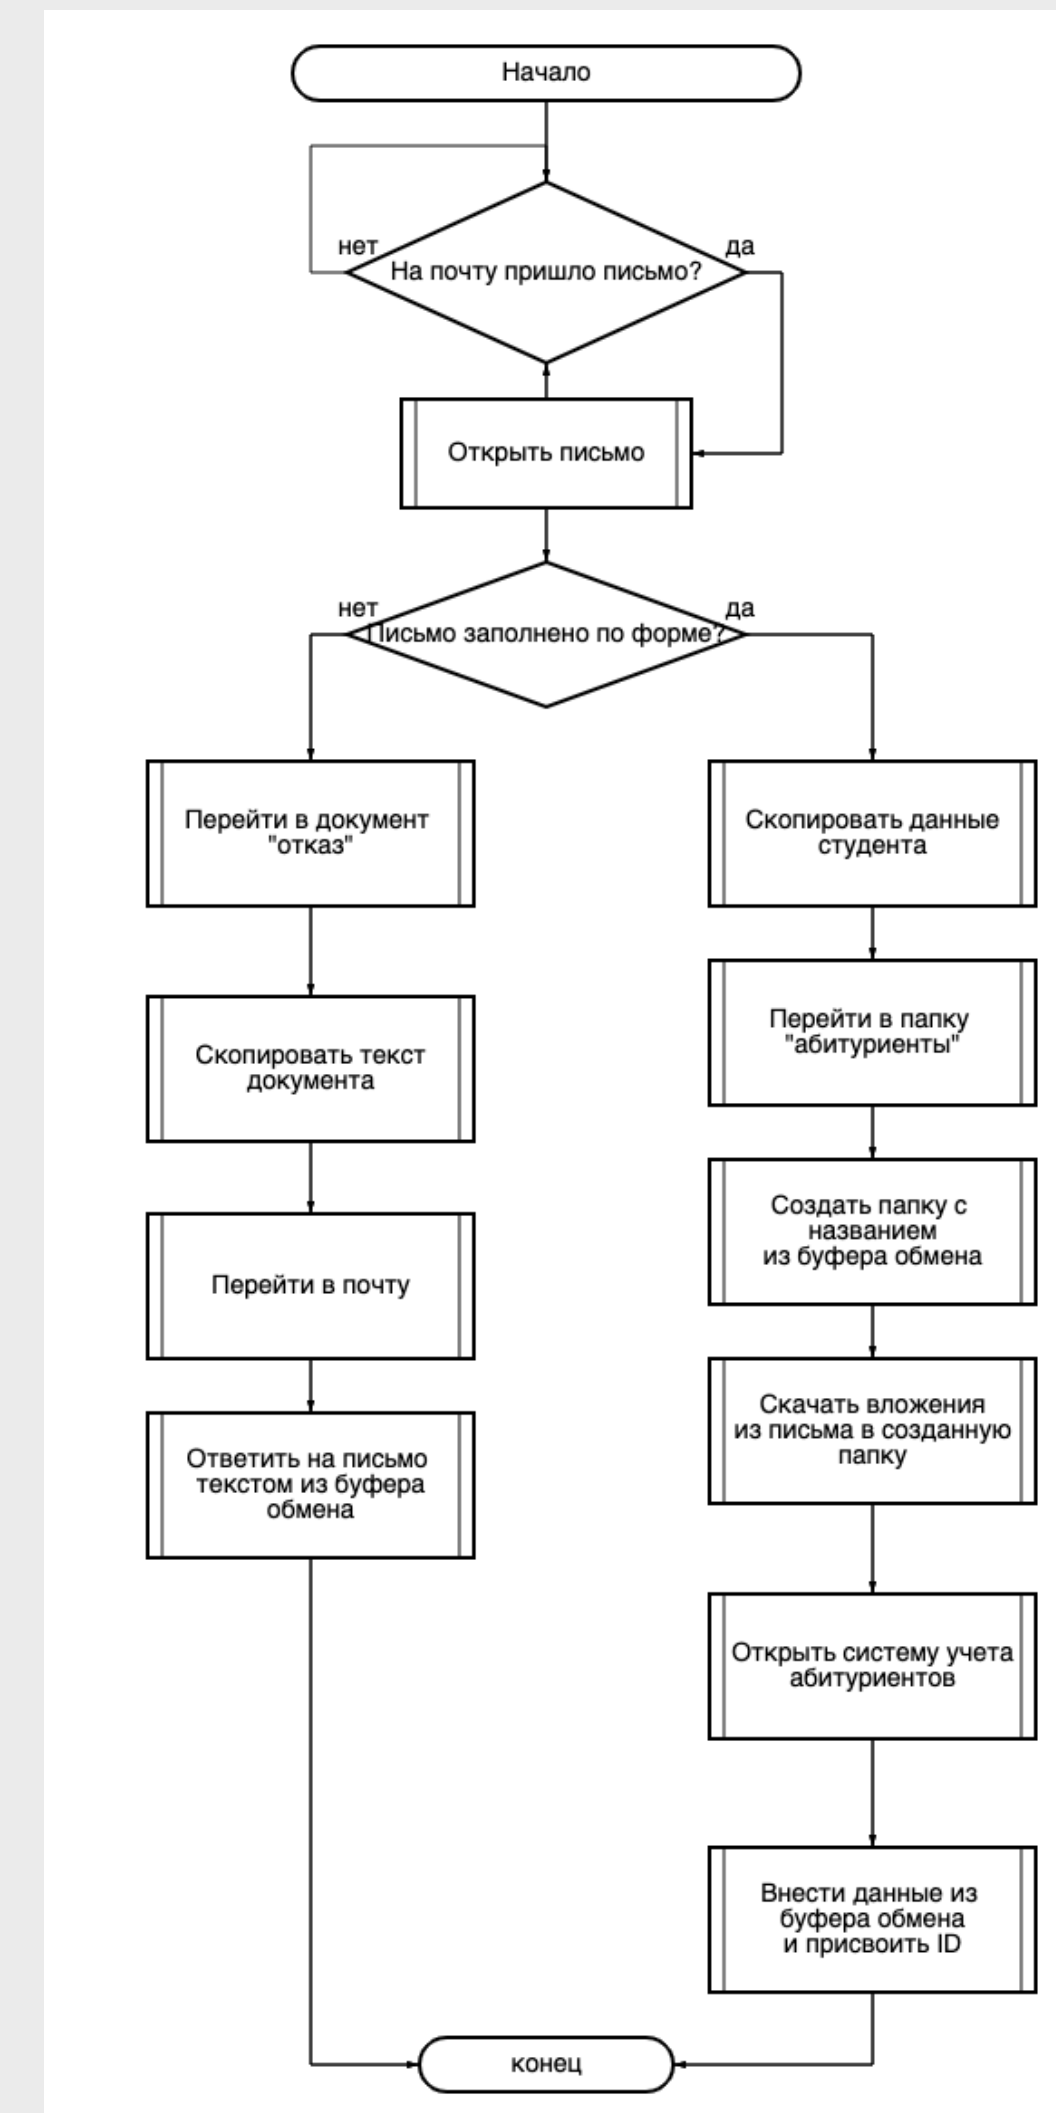 Начало
нет
да
На почту пришло письмо?
Открыть письмо
нет
да
Письмо заполнено по форме?
Перейти в документ
"отказ"
Скопировать текст
документа
Перейти в почту
Ответить на письмо
текстом из буфера
обмена
Скопировать данные
студента
Перейти в папку
"абитуриенты"
Создать папку с
названием
из буфера обмена
Скачать вложения
из письма в созданную
папку
Открыть систему учета
абитуриентов
Внести данные из
буфера обмена
и присвоить ID
конец